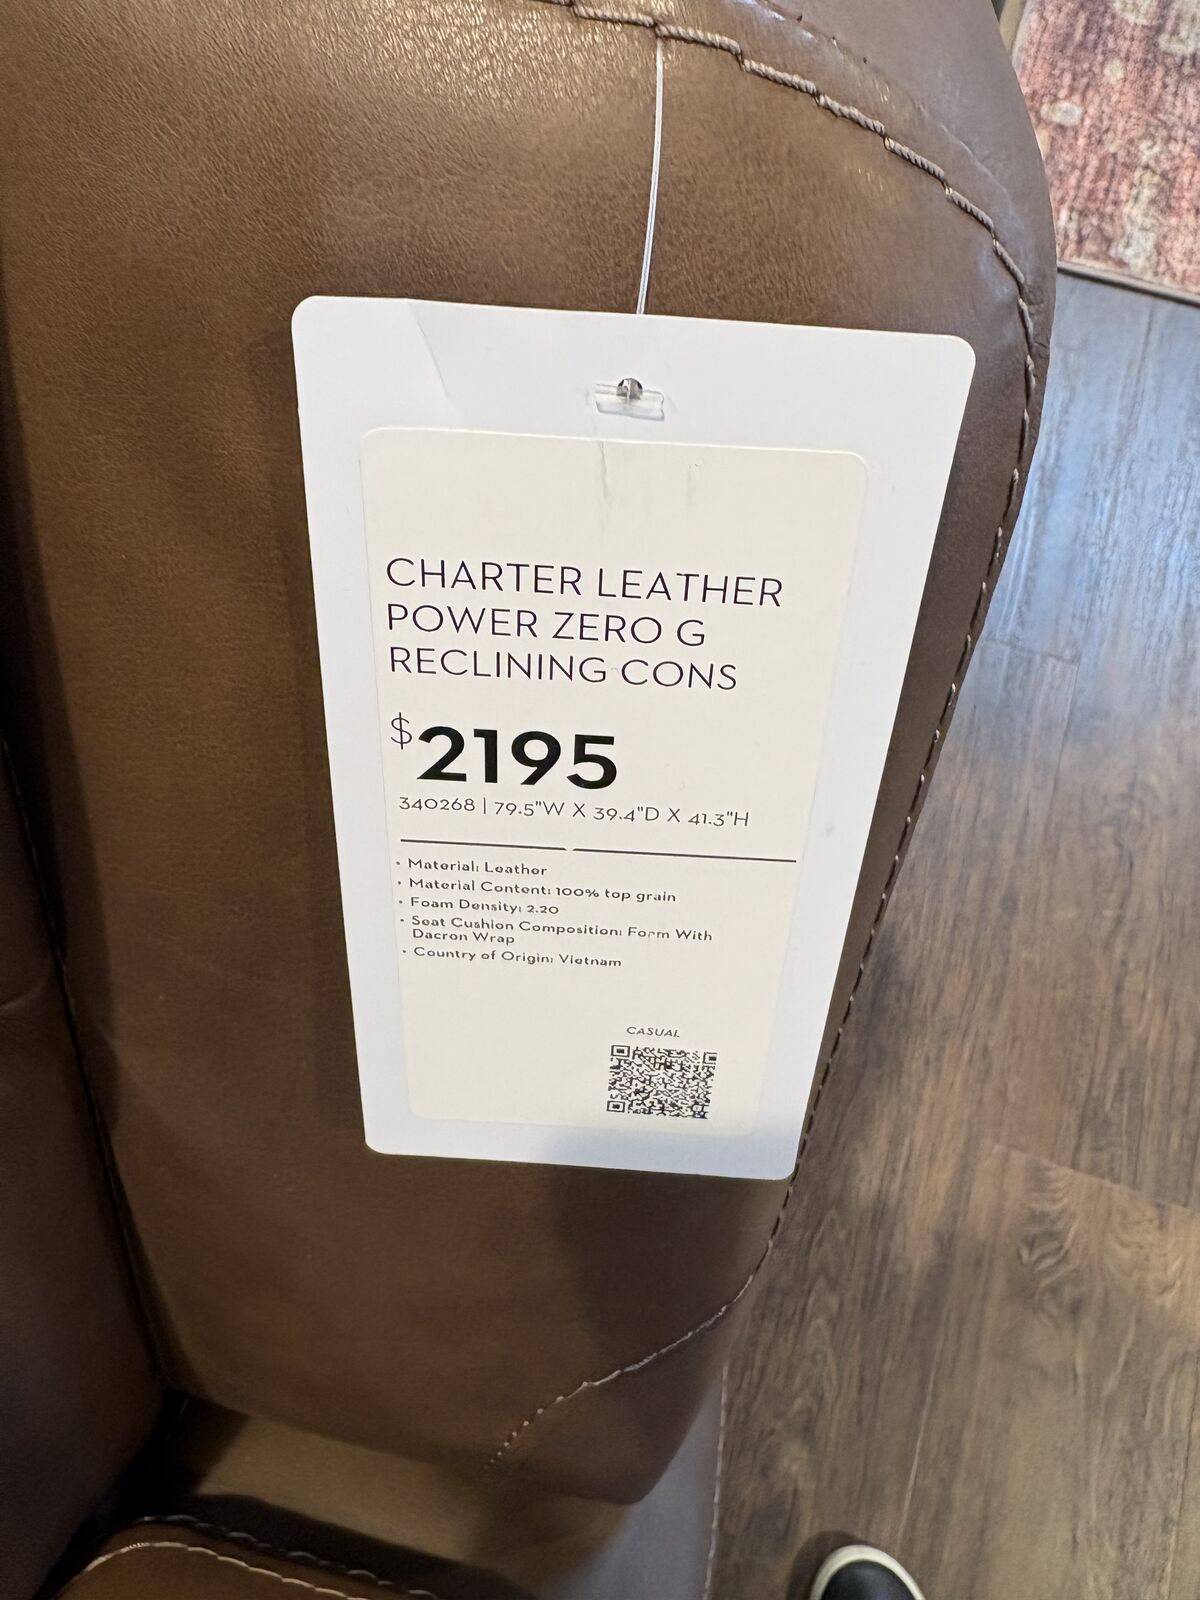 CHARTER LEATHER
POWER ZERO G
RECLINING CONS
$2195
340268 | 79.5"W X 39.4"D X 41.3"H
• Material: Leather
• Material Content: 100% top grain
• Foam Density: 2.20
• Seat Cushion Composition: Foam With
Dacron Wrap
• Country of Origin: Vietnam
CASUAL